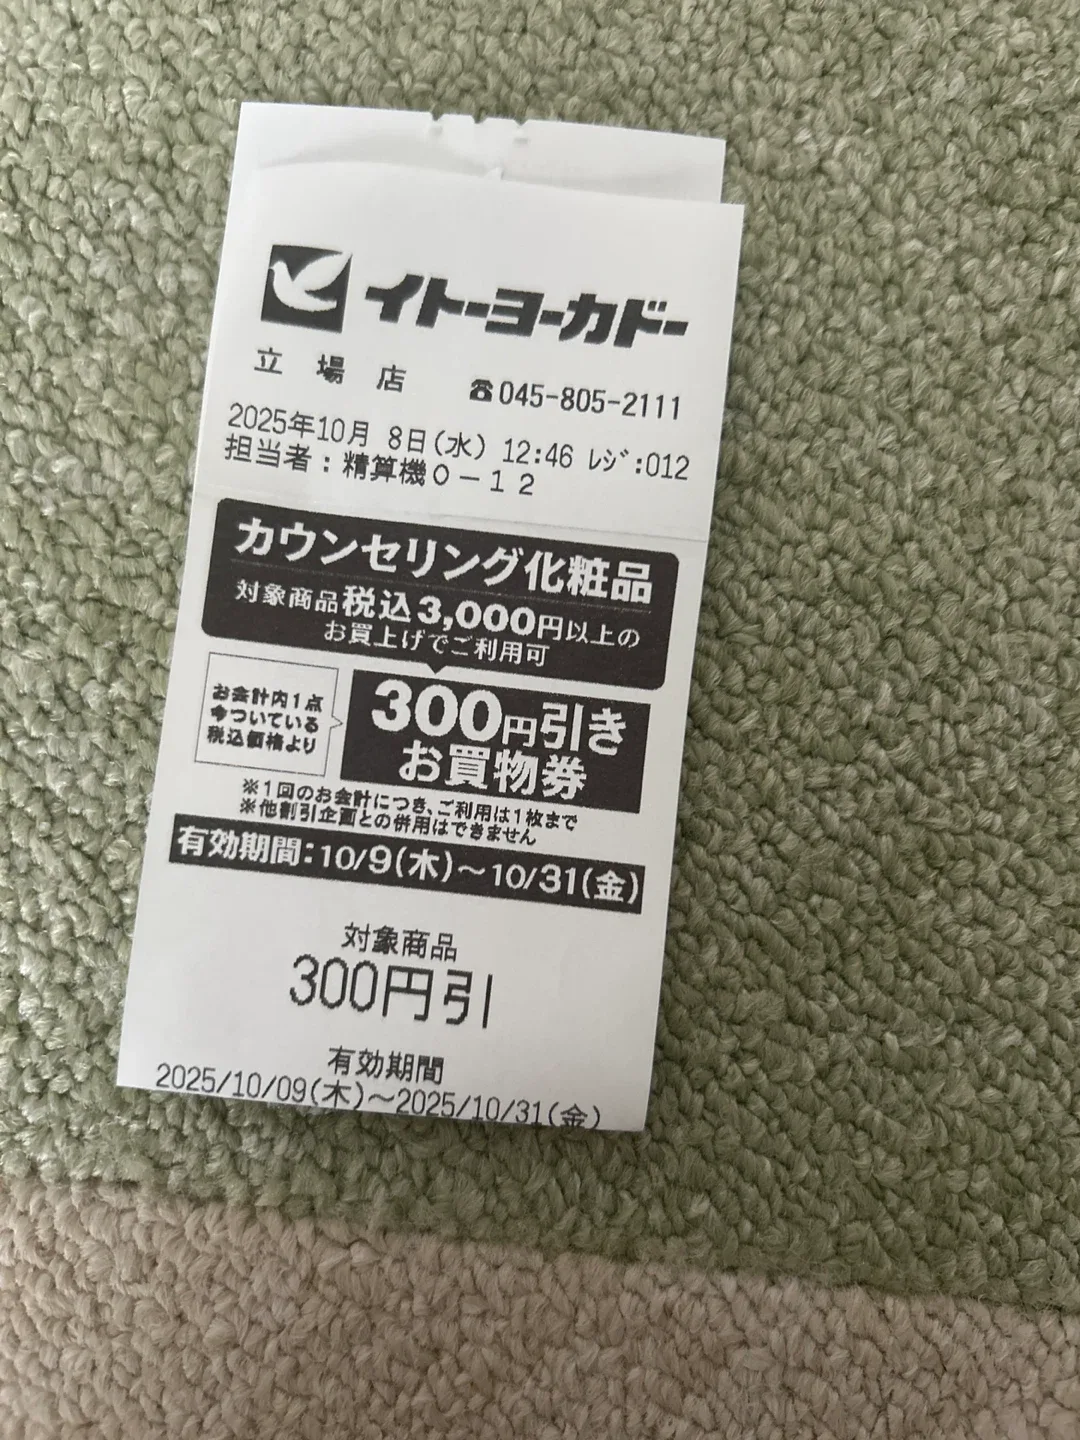 イトーヨーカドー
立場店 ☎045-805-2111
2025年10月 8日(水) 12:46 ﾚｼﾞ:012
担当者:精算機0-12
カウンセリング化粧品
対象商品税込3,000円以上の
お買上げでご利用可
お会計内1点
今ついている
税込価格より
300円引き
お買物券
※1回のお会計につき、ご利用は1枚まで
※他割引企画との併用はできません
有効期間:10/9(木)～10/31(金)
対象商品
300円引
有効期間
2025/10/09(木)～2025/10/31(金)